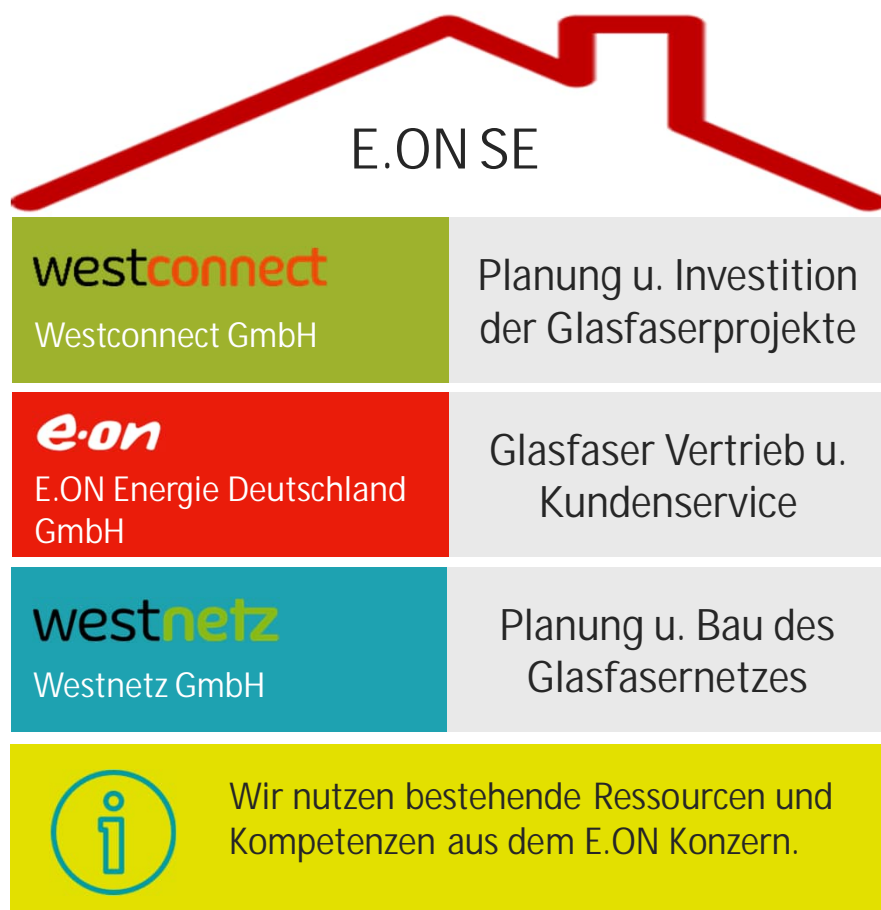 E.ON SE
westconnect
Westconnect GmbH
Planung u. Investition
der Glasfaserprojekte
e·on
E.ON Energie Deutschland
GmbH
Glasfaser Vertrieb u.
Kundenservice
westnetz
Westnetz GmbH
Planung u. Bau des
Glasfasernetzes
Wir nutzen bestehende Ressourcen und
Kompetenzen aus dem E.ON Konzern.